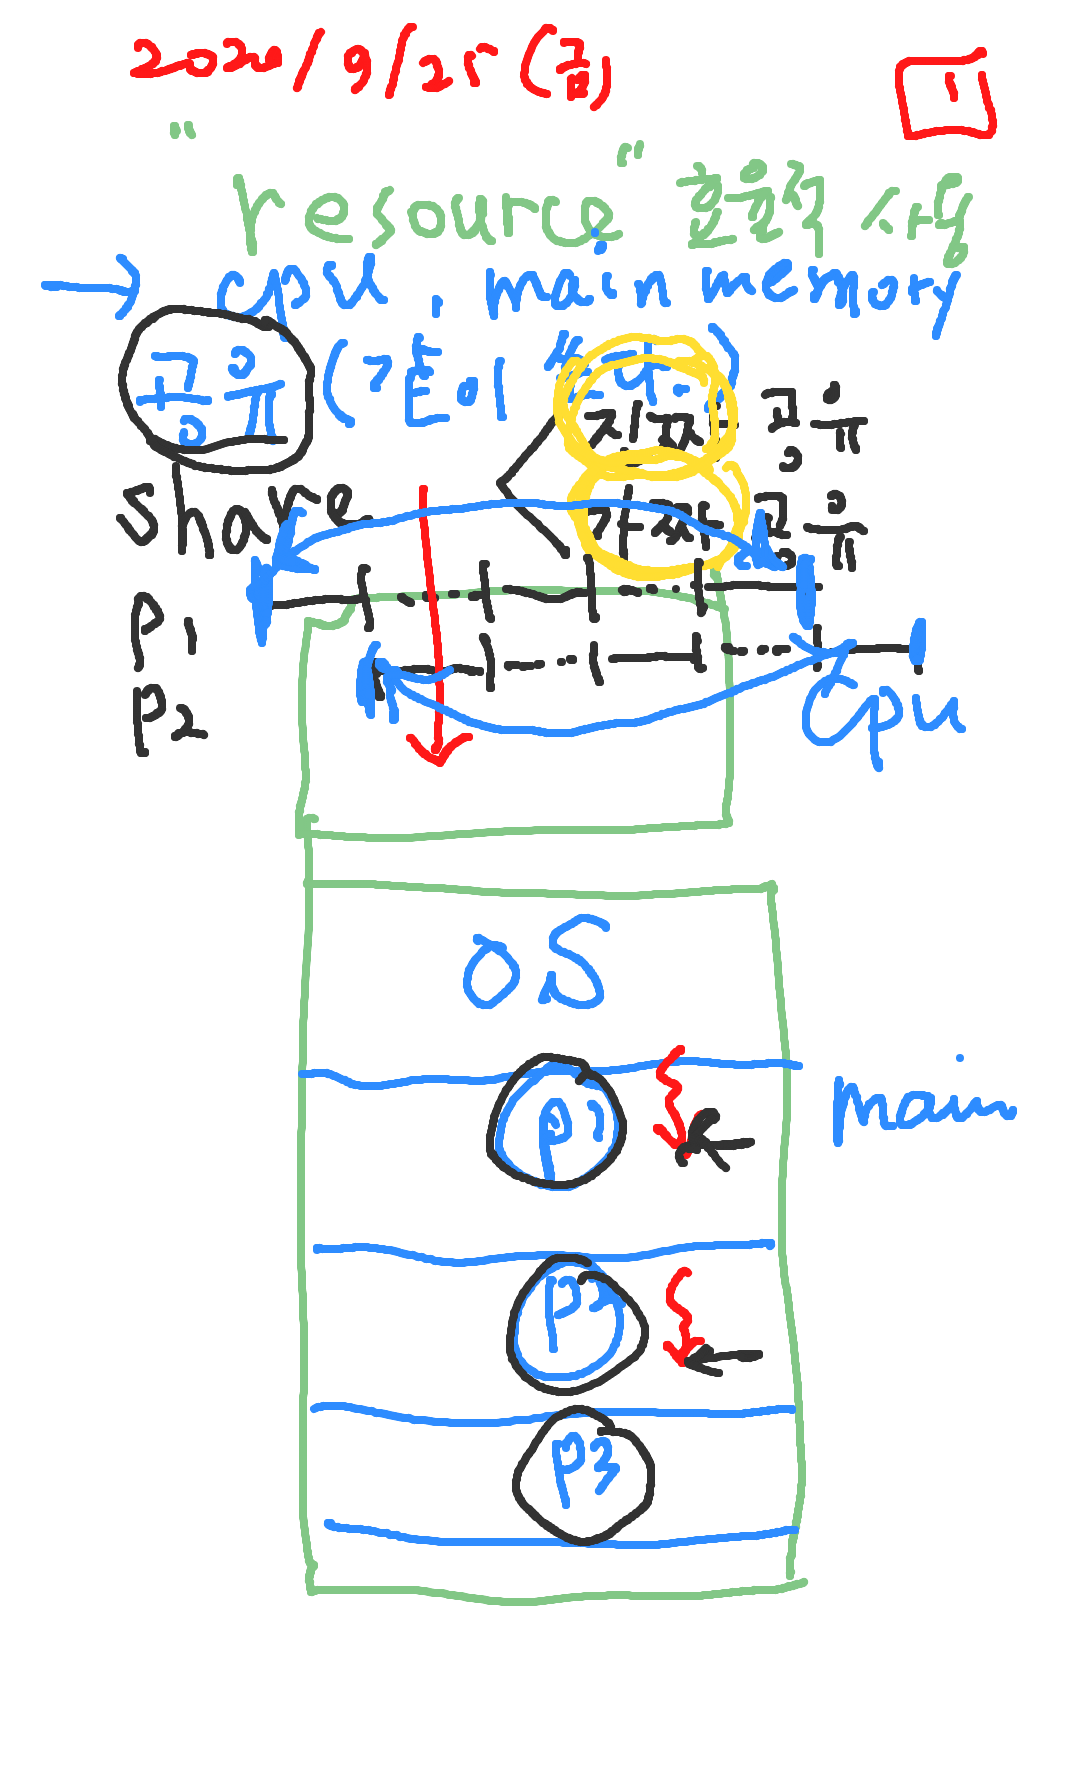 2020/9/25 (금)
1
"resource" 효율적 사용
→ cpu, main memory
공유 (같이 쓴다.)
진짜 공유
share
가짜 공유
P1
P2
cpu
OS
P1
main
P2
P3